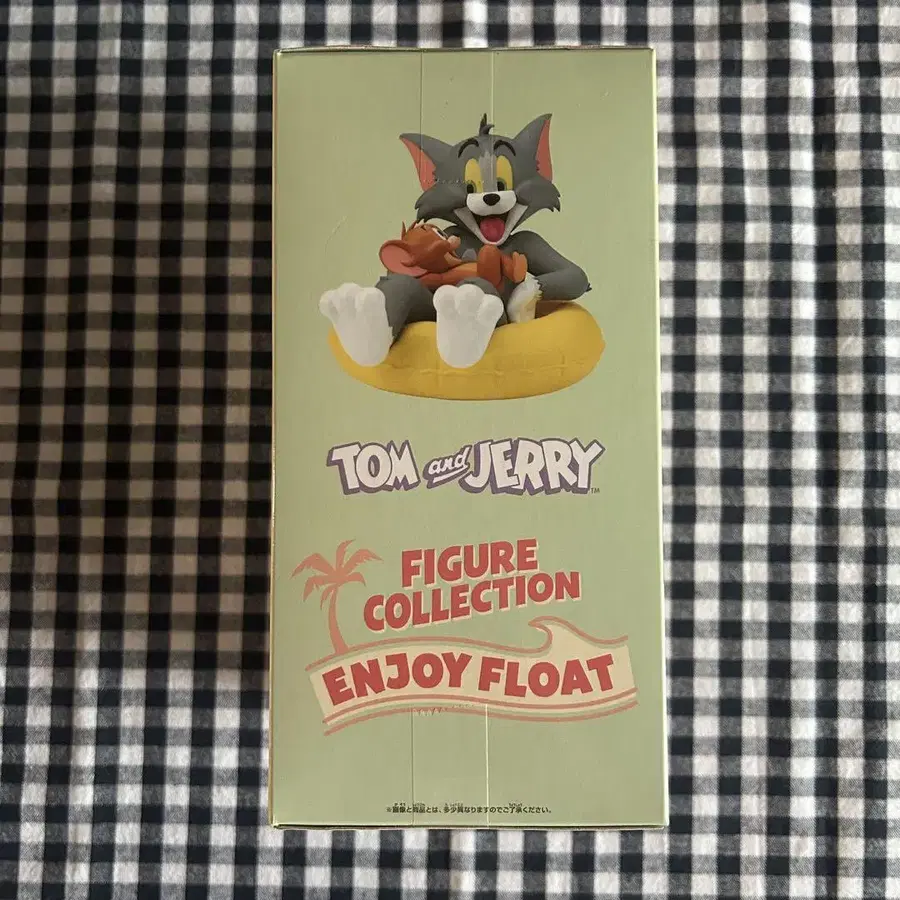 TOM and JERRY™
FIGURE
COLLECTION
ENJOY FLOAT
※画像と商品とは、多少異なりますのでご了承ください。